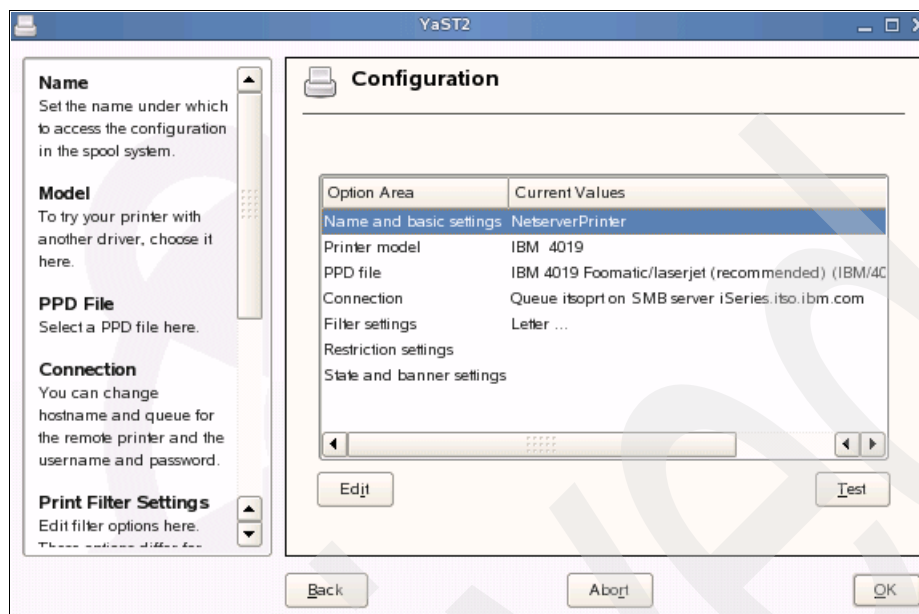 YaST2
Name
Set the name under which
to access the configuration
in the spool system.
Model
To try your printer with
another driver, choose it
here.
PPD File
Select a PPD file here.
Connection
You can change
hostname and queue for
the remote printer and the
username and password.
Print Filter Settings
Edit filter options here.
Configuration
Option Area Current Values
Name and basic settings NetserverPrinter
Printer model IBM 4019
PPD file IBM 4019 Foomatic/laserjet (recommended) (IBM/40
Connection Queue itsoprt on SMB server iSeries.itso.ibm.com
Filter settings Letter ...
Restriction settings
State and banner settings
Edit Test
Back Abort OK